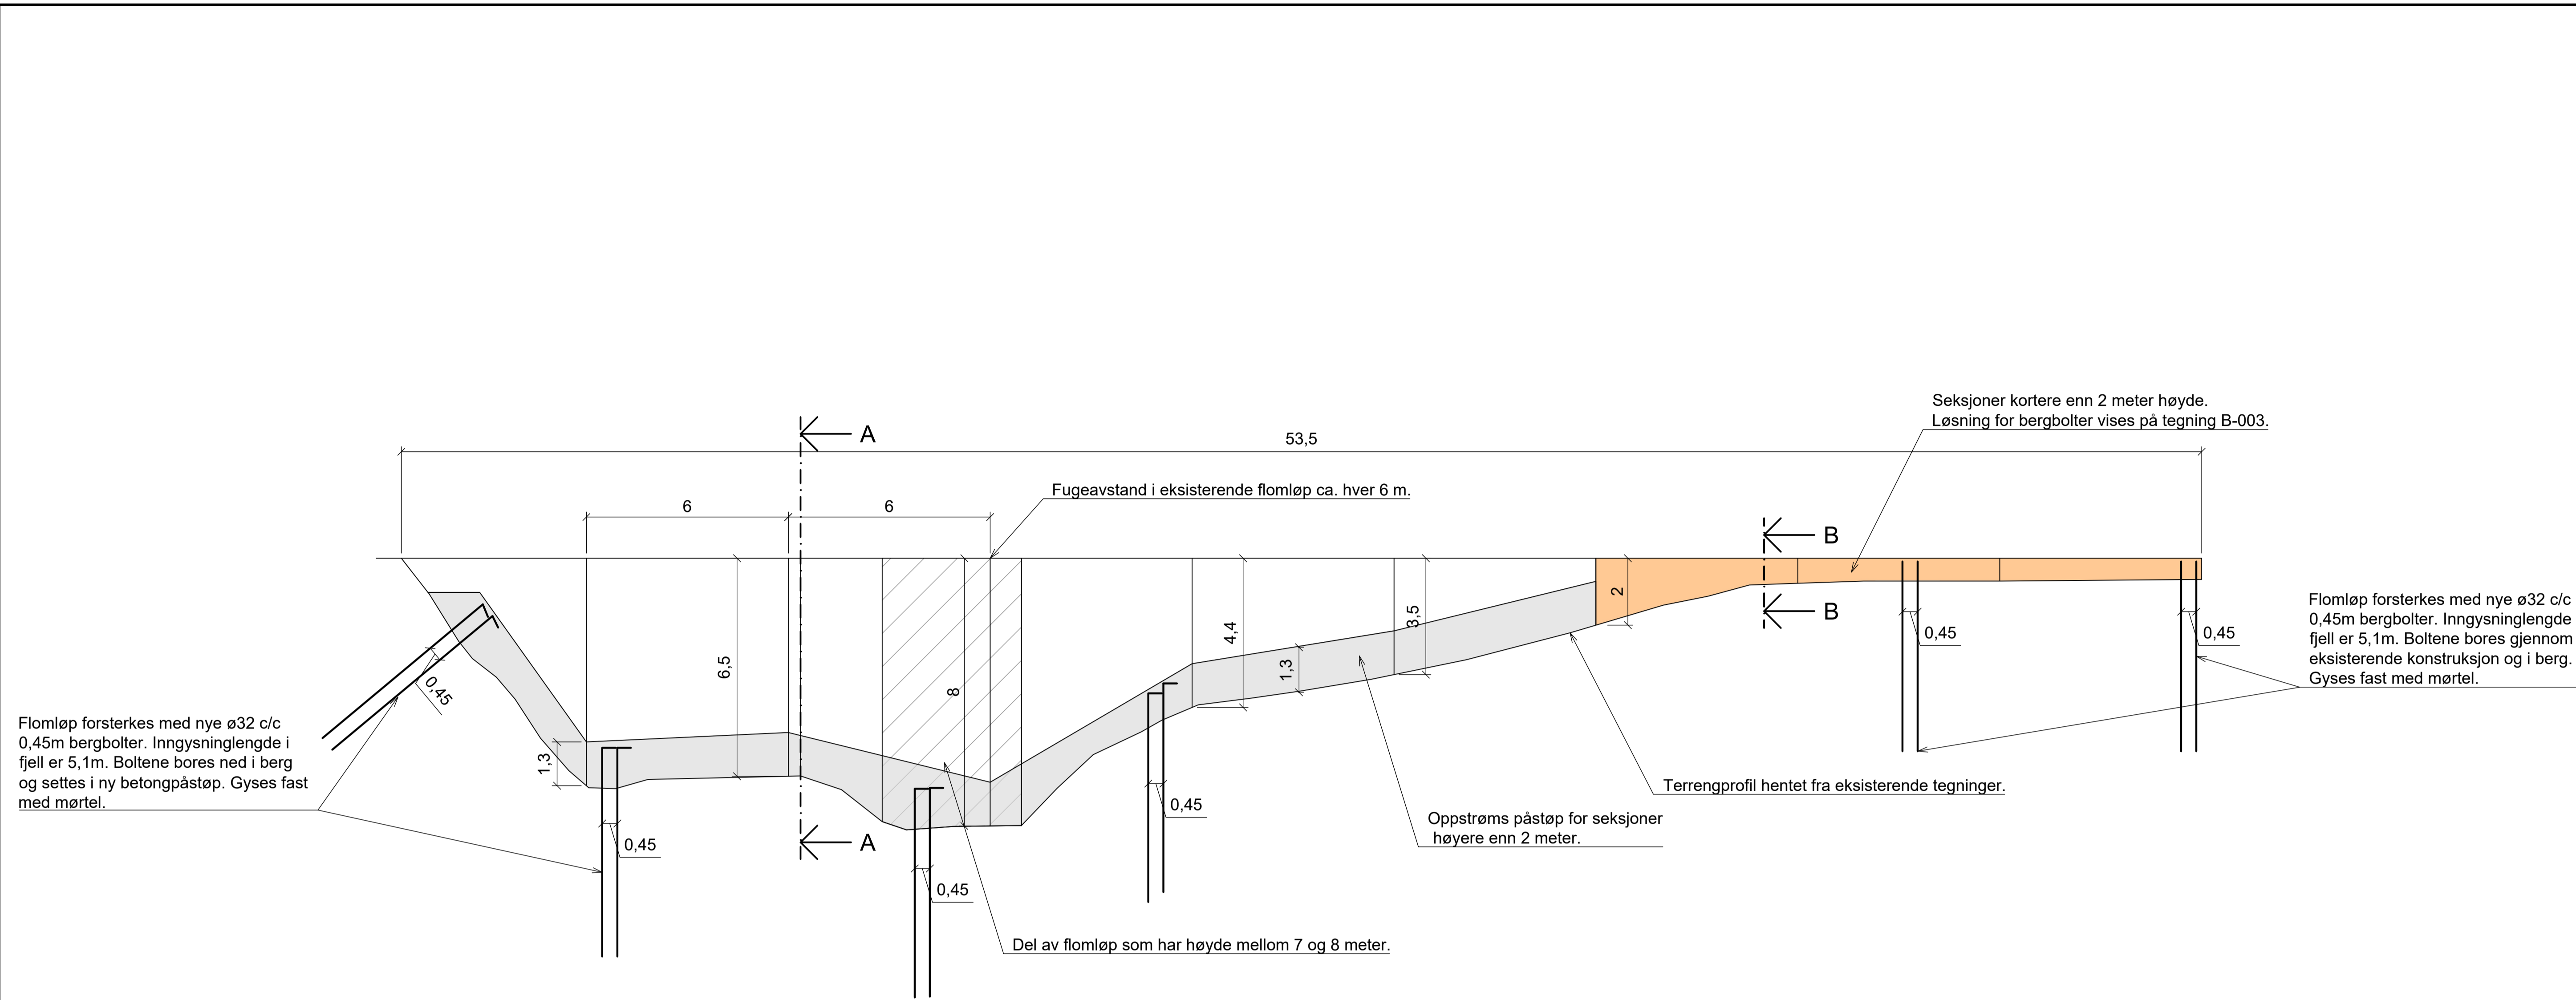 Seksjoner kortere enn 2 meter høyde.
Løsning for bergbolter vises på tegning B-003.
A
53,5
Fugeavstand i eksisterende flomløp ca. hver 6 m.
6
6
B
2
B
6,5
8
4,4
3,5
1,3
0,45
0,45
Flomløp forsterkes med nye ø32 c/c
0,45m bergbolter. Inngysninglengde
fjell er 5,1m. Boltene bores gjennom
eksisterende konstruksjon og i berg.
Gyses fast med mørtel.
0,45
Flomløp forsterkes med nye ø32 c/c
0,45m bergbolter. Inngysninglengde i
fjell er 5,1m. Boltene bores ned i berg
og settes i ny betongpåstøp. Gyses fast
med mørtel.
1,3
0,45
A
0,45
0,45
Terrengprofil hentet fra eksisterende tegninger.
Oppstrøms påstøp for seksjoner
høyere enn 2 meter.
Del av flomløp som har høyde mellom 7 og 8 meter.